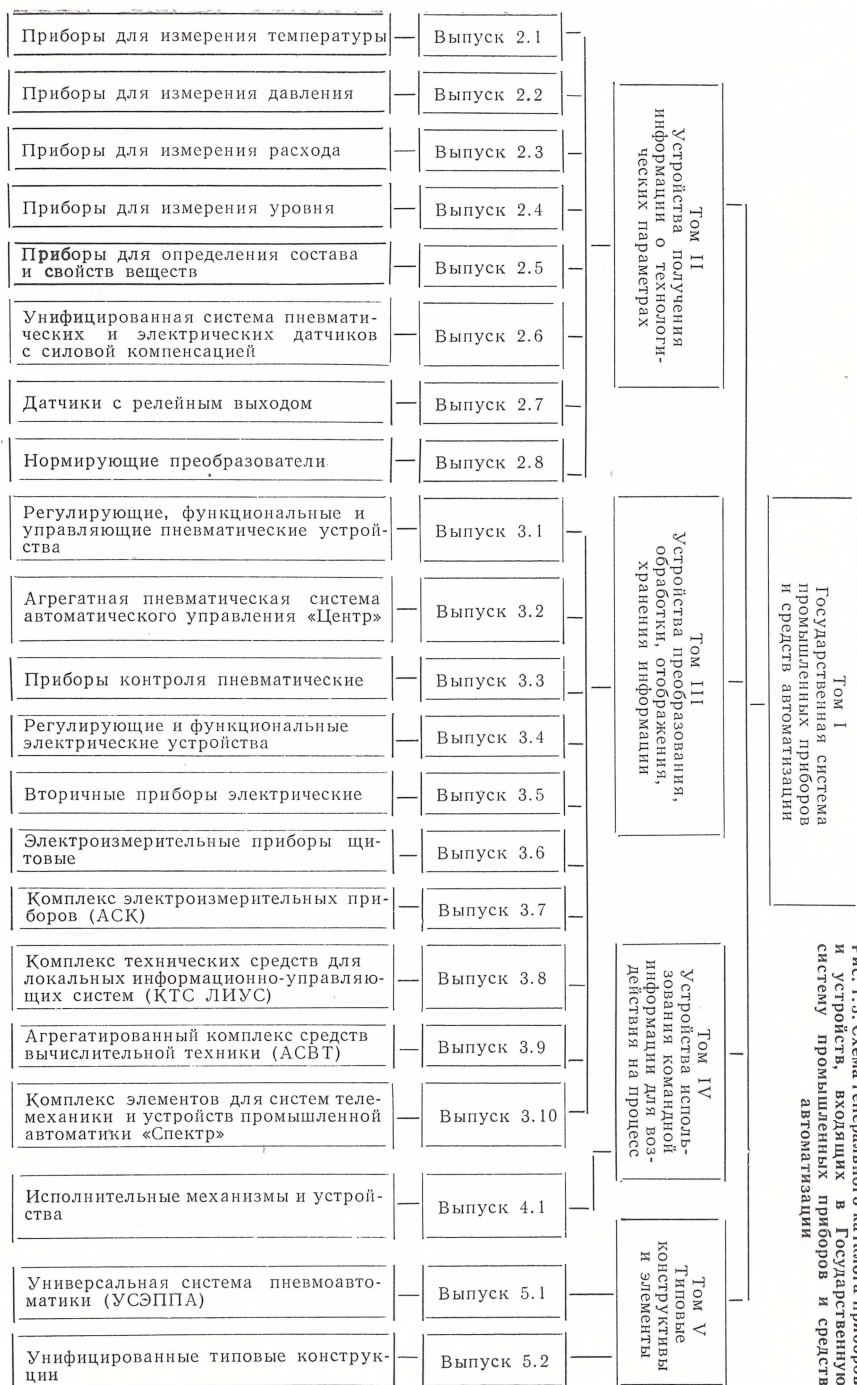 Приборы для измерения температуры
Выпуск 2.1
Приборы для измерения давления
Выпуск 2.2
Приборы для измерения расхода
Выпуск 2.3
Приборы для измерения уровня
Выпуск 2.4
Приборы для определения состава
и свойств веществ
Выпуск 2.5
Унифицированная система пневмати-
ческих и электрических датчиков
с силовой компенсацией
Выпуск 2.6
Датчики с релейным выходом
Выпуск 2.7
Нормирующие преобразователи
Выпуск 2.8
Том II
Устройства получения
информации о технологи-
ческих параметрах
Регулирующие, функциональные и
управляющие пневматические устрой-
ства
Выпуск 3.1
Агрегатная пневматическая система
автоматического управления «Центр»
Выпуск 3.2
Приборы контроля пневматические
Выпуск 3.3
Регулирующие и функциональные
электрические устройства
Выпуск 3.4
Вторичные приборы электрические
Выпуск 3.5
Электроизмерительные приборы щи-
товые
Выпуск 3.6
Комплекс электроизмерительных при-
боров (АСК)
Выпуск 3.7
Комплекс технических средств для
локальных информационно-управляю-
щих систем (КТС ЛИУС)
Выпуск 3.8
Агрегатированный комплекс средств
вычислительной техники (АСВТ)
Выпуск 3.9
Комплекс элементов для систем теле-
механики и устройств промышленной
автоматики «Спектр»
Выпуск 3.10
Том III
Устройства преобразования,
обработки, отображения,
хранения информации
Исполнительные механизмы и устрой-
ства
Выпуск 4.1
Том IV
Устройства исполь-
зования командной
информации для воз-
действия на процесс
Универсальная система пневмоавто-
матики (УСЭППА)
Выпуск 5.1
Унифицированные типовые конструк-
ции
Выпуск 5.2
Том V
Типовые
конструктивы
и элементы
Том I
Государственная система
промышленных приборов
и средств автоматизации
Рис. 1.3. Схема генерального каталога приборов
и устройств, входящих в Государственную
систему промышленных приборов и средств
автоматизации